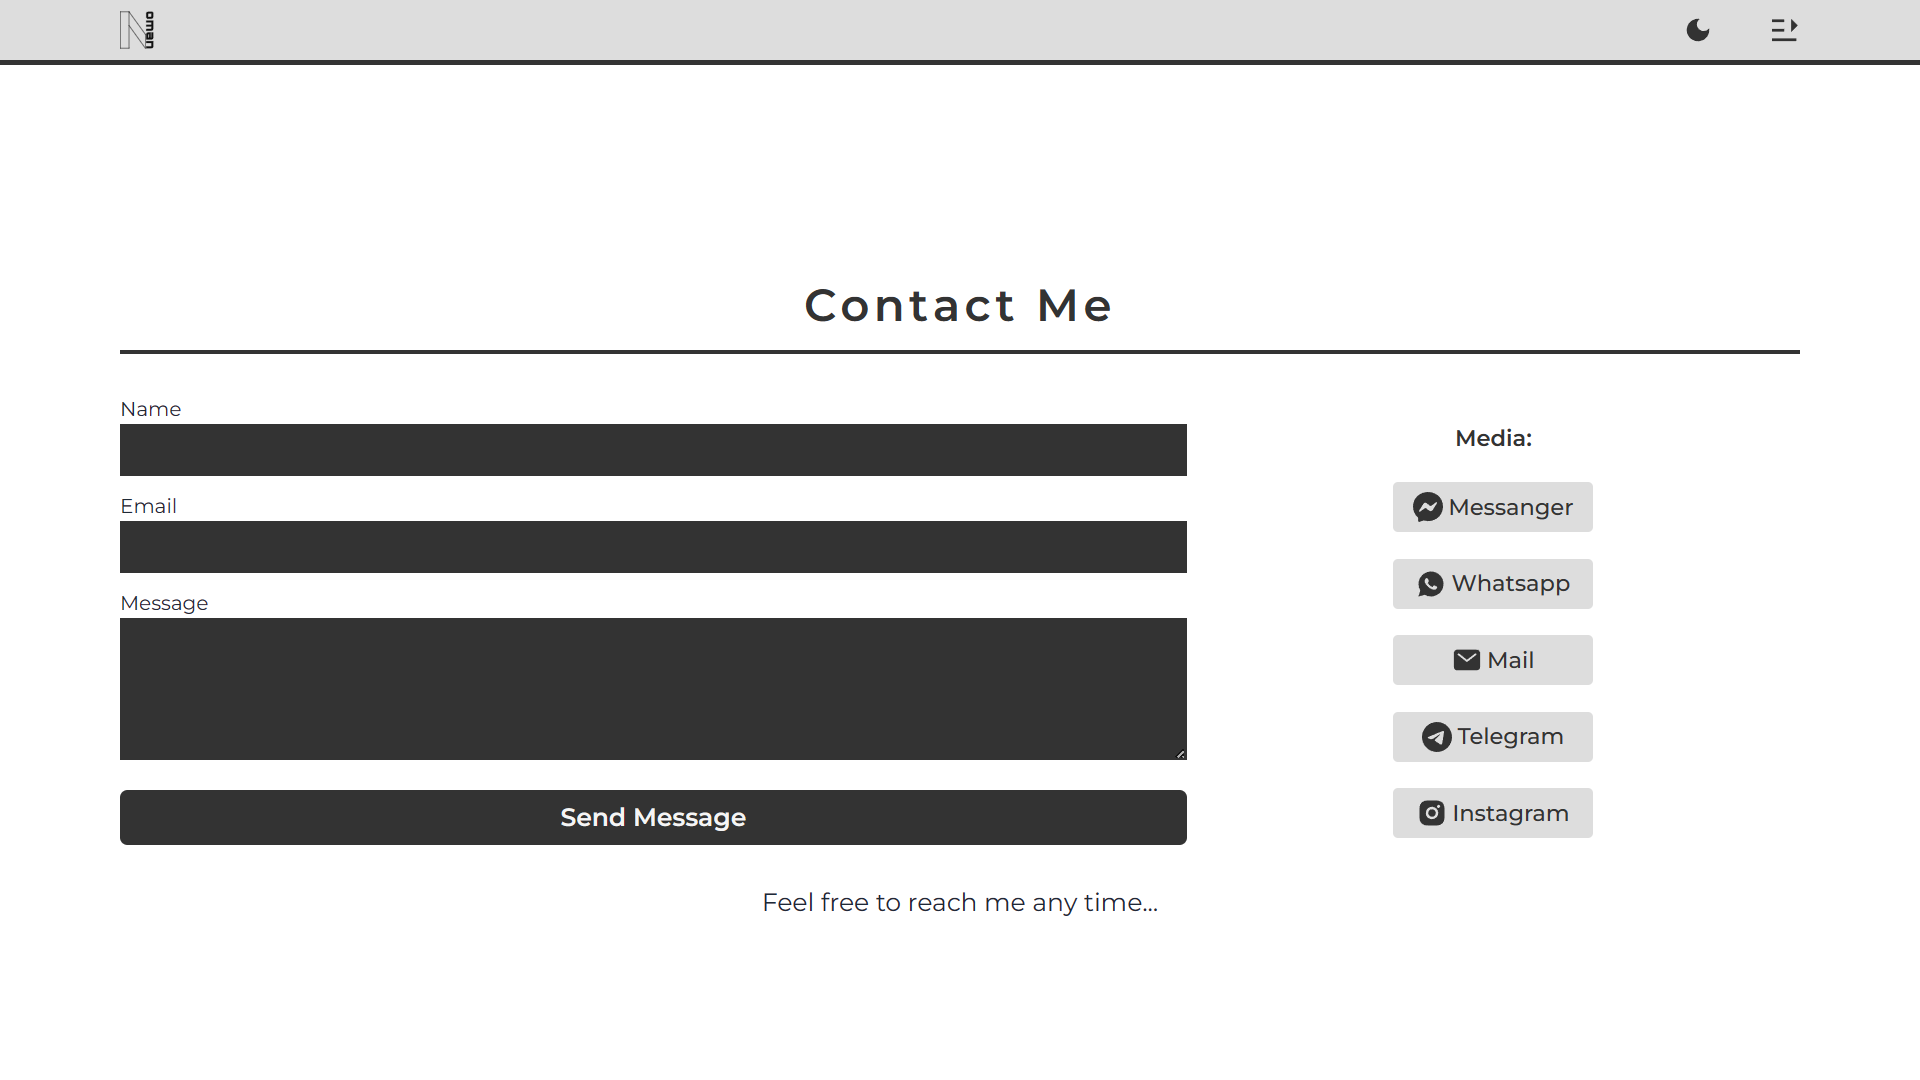 Noman
Contact Me
Name
Email
Message
Send Message
Media:
Messanger
Whatsapp
Mail
Telegram
Instagram
Feel free to reach me any time...